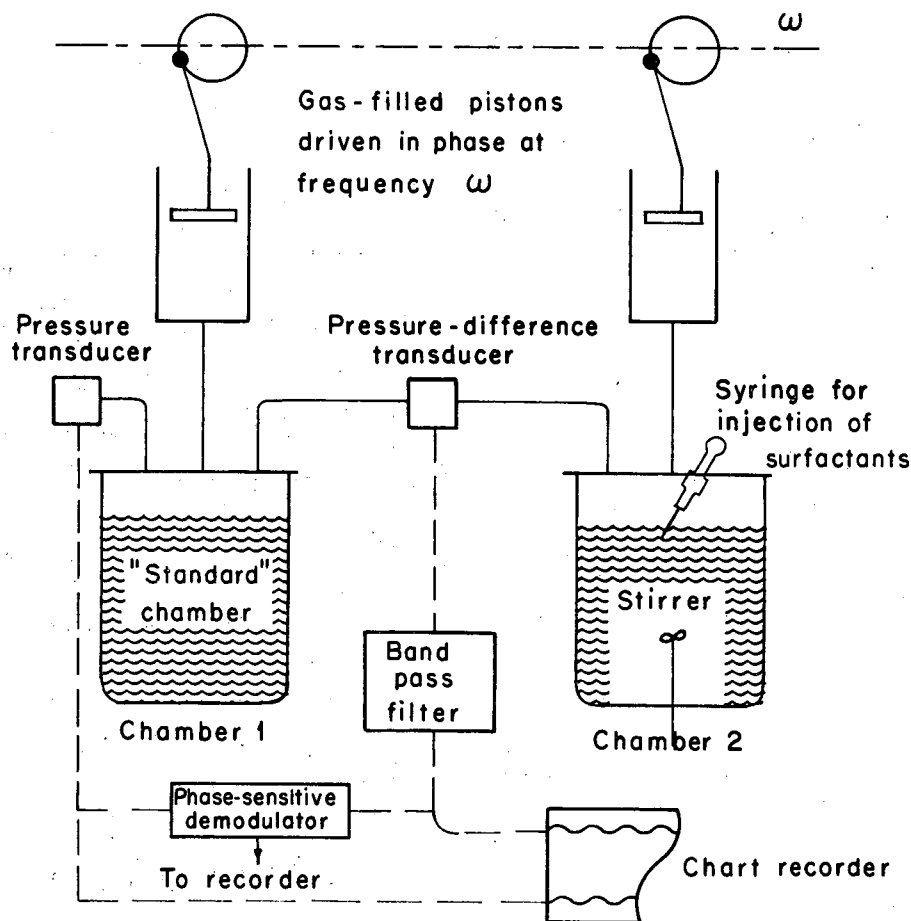 ω
Gas-filled pistons
driven in phase at
frequency ω
Pressure
transducer
Pressure-difference
transducer
Syringe for
injection of
surfactants
"Standard"
chamber
Stirrer
Band
pass
filter
Chamber 1
Chamber 2
Phase-sensitive
demodulator
To recorder
Chart recorder